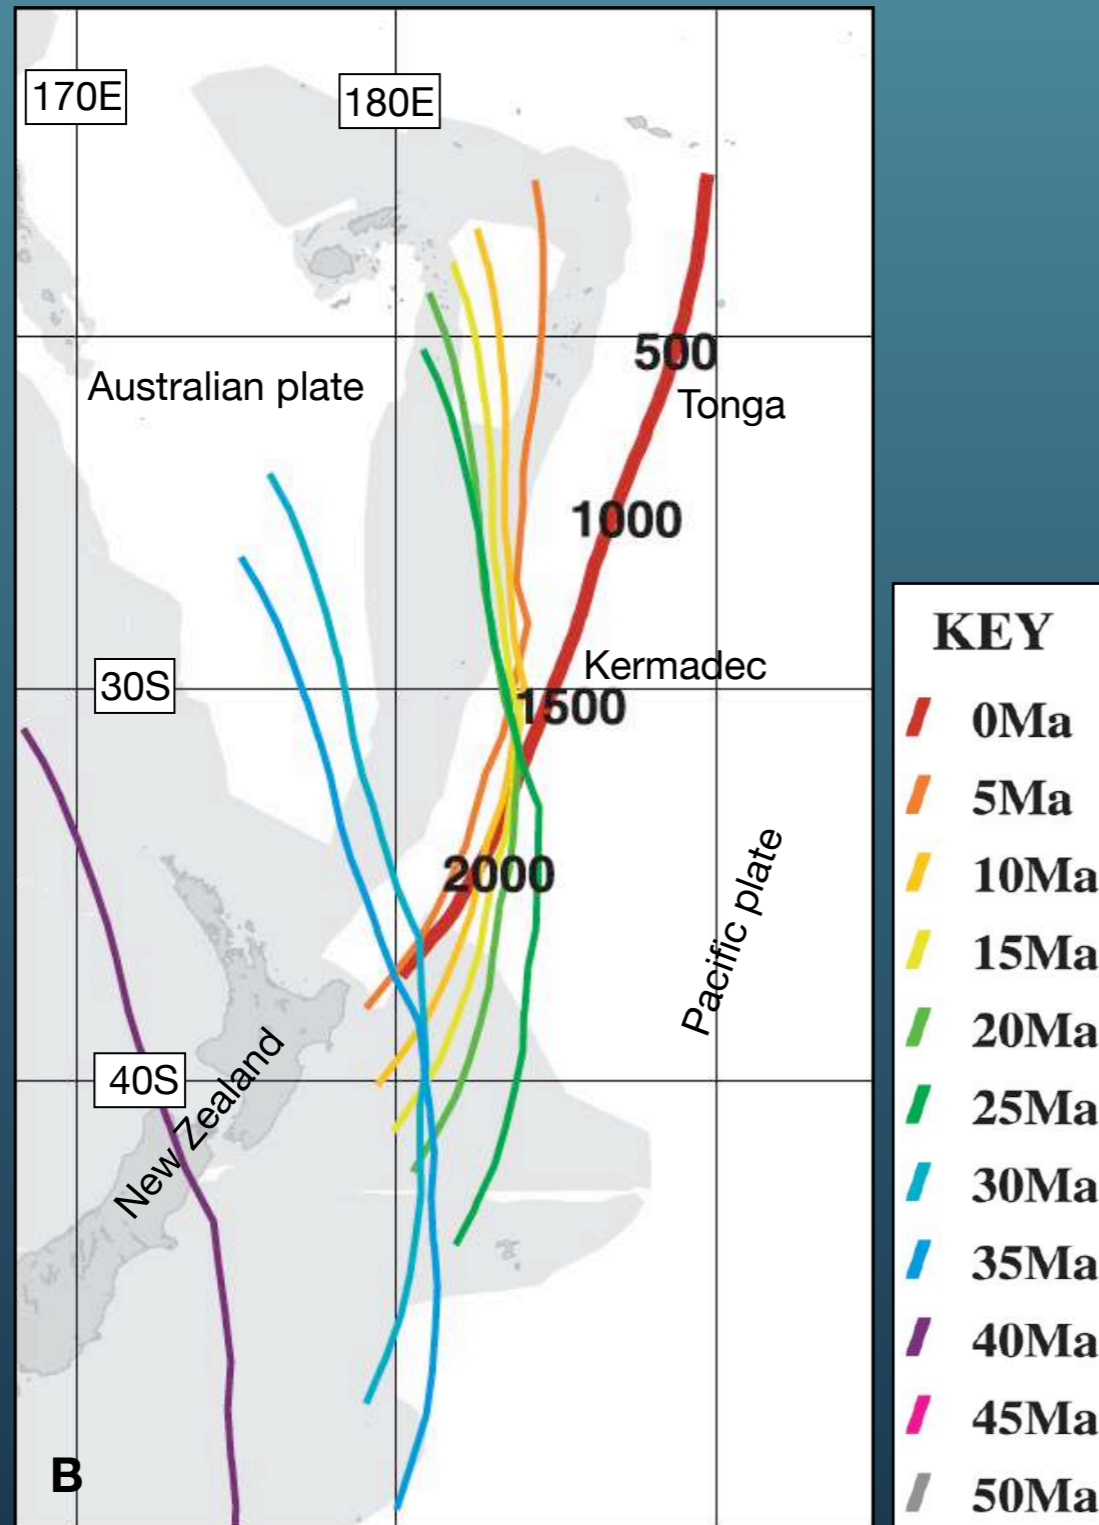 170E
180E
500
Australian plate
Tonga
1000
Kermadec
30S
1500
2000
Pacific plate
40S
New Zealand
B
KEY
0Ma
5Ma
10Ma
15Ma
20Ma
25Ma
30Ma
35Ma
40Ma
45Ma
50Ma